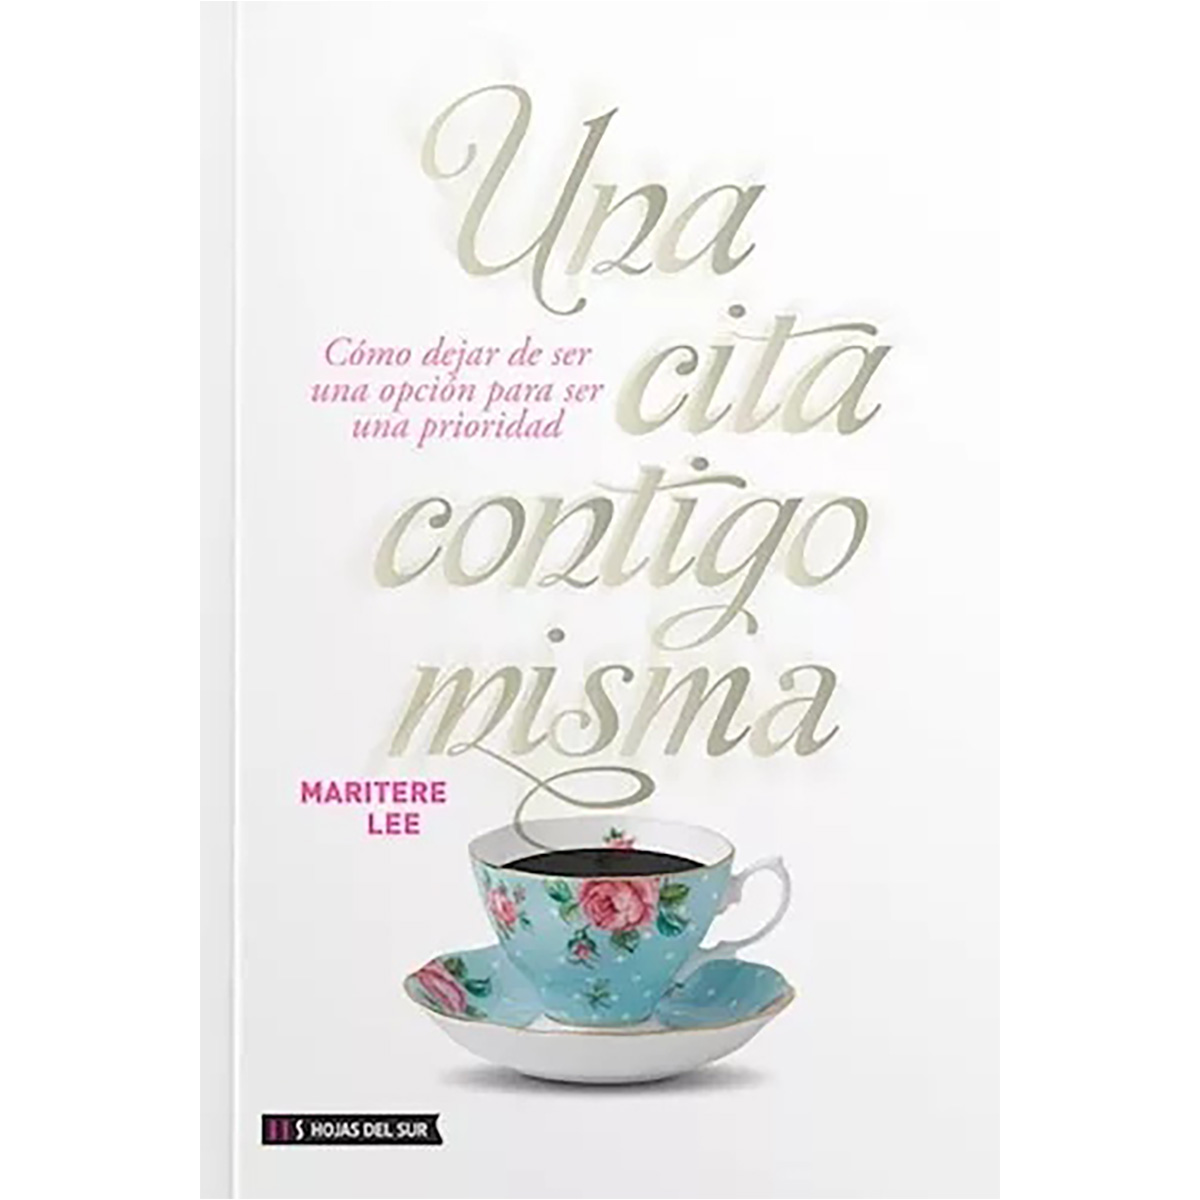 Una
cita
Cómo dejar de ser
una opción para ser
una prioridad
contigo
misma
MARITERE
LEE
HOJAS DEL SUR